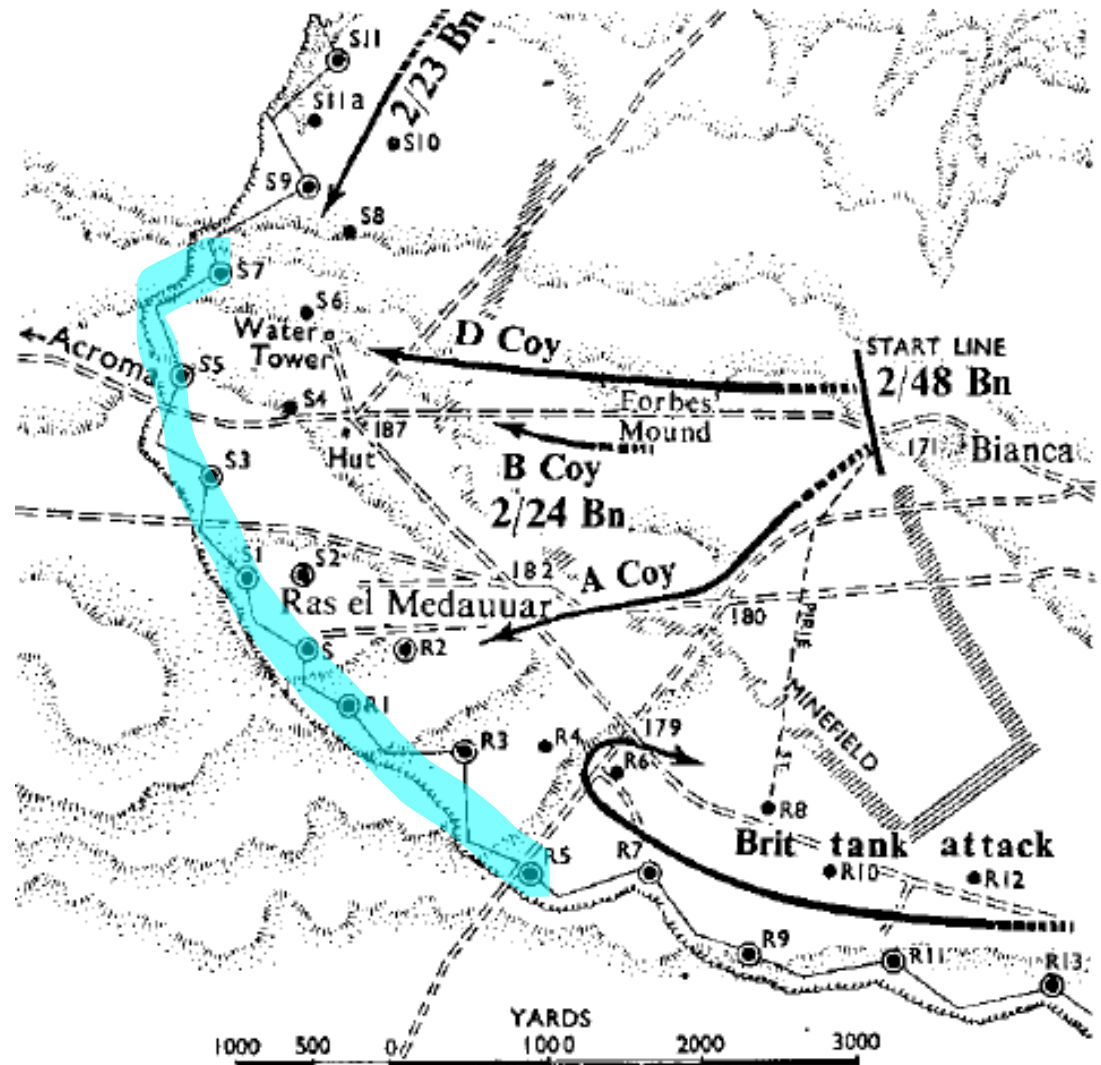 S11
2/23 Bn
S11a
S10
S9
S8
S7
S6
Water
Tower
D Coy
START LINE
2/48 Bn
←Acroma
S5
S4
Forbes'
Mound
187
Hut
171
Bianca
B Coy
2/24 Bn
S3
S1
S2
182
A Coy
Ras el Medauuar
180
PIRIE
ST.
S
R2
R1
MINEFIELD
R3
R4
179
R6
R8
Brit tank attack
R5
R7
R10
R12
R9
R11
R13
YARDS
1000 500 0 1000 2000 3000